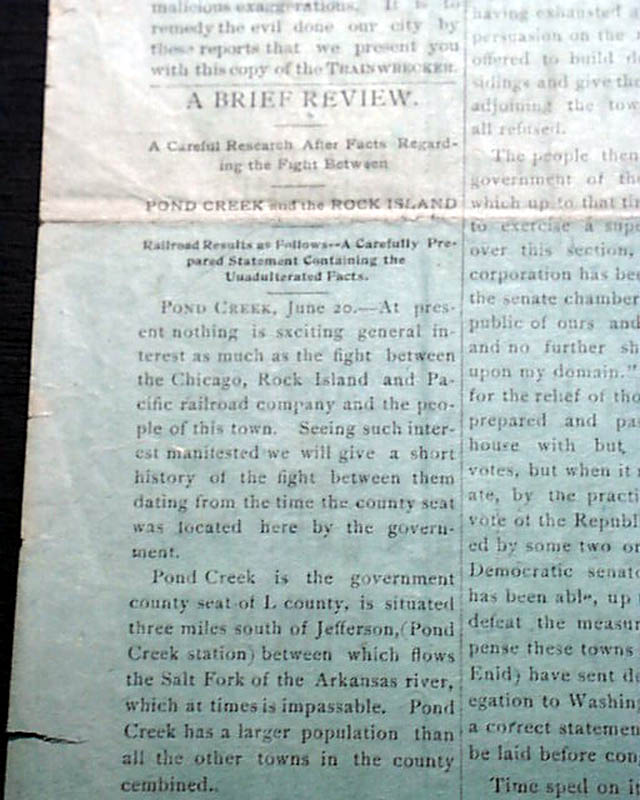 malicious exaggerations. It is to
remedy the evil done our city by
these reports that we present you
with this copy of the TRAINWRECKER.
A BRIEF REVIEW.
A Careful Research After Facts Regard-
ing the Fight Between
POND CREEK and the ROCK ISLAND
Railroad Results as Follows--A Carefully Pre-
pared Statement Containing the
Unadulterated Facts.
POND CREEK, June 20.—At pres-
ent nothing is sxciting general in-
terest as much as the fight between
the Chicago, Rock Island and Pa-
cific railroad company and the peo-
ple of this town. Seeing such inter-
est manifested we will give a short
history of the fight between them
dating from the time the county seat
was located here by the govern-
ment.
Pond Creek is the government
county seat of L county, is situated
three miles south of Jefferson,(Pond
Creek station) between which flows
the Salt Fork of the Arkansas river,
which at times is impassable. Pond
Creek has a larger population than
all the other towns in the county
cembined.
having exhausted
persuasion on the
offered to build
sidings and give the
adjoining the tow
all refused.
The people then
government of the
which up to that tim
to exercise a supe
over this section,
corporation has bee
the senate chamber
public of ours and
and no further sh
upon my domain."
for the relief of tho
prepared and pas
house with but
votes, but when it
ate, by the practi
vote of the Republi
ed by some two or
Democratic senato
has been able, up
defeat the measur
pense these towns
Enid) have sent de
egation to Washing
a correct statemen
be laid before con
Time sped on